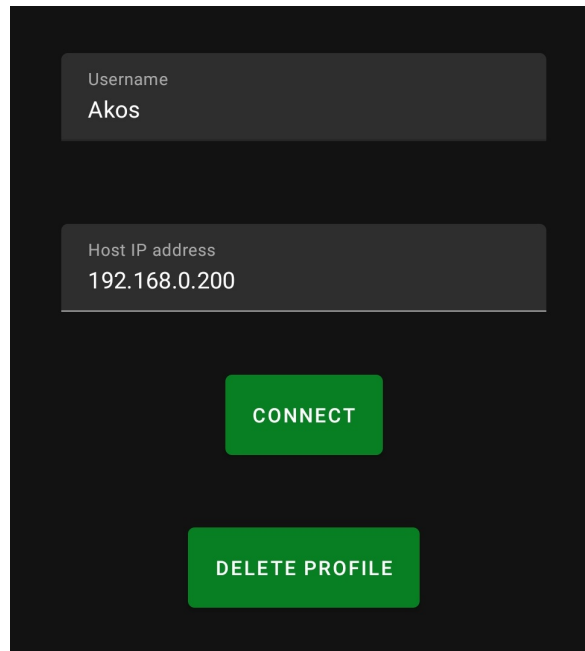 Username
Akos
Host IP address
192.168.0.200
CONNECT
DELETE PROFILE